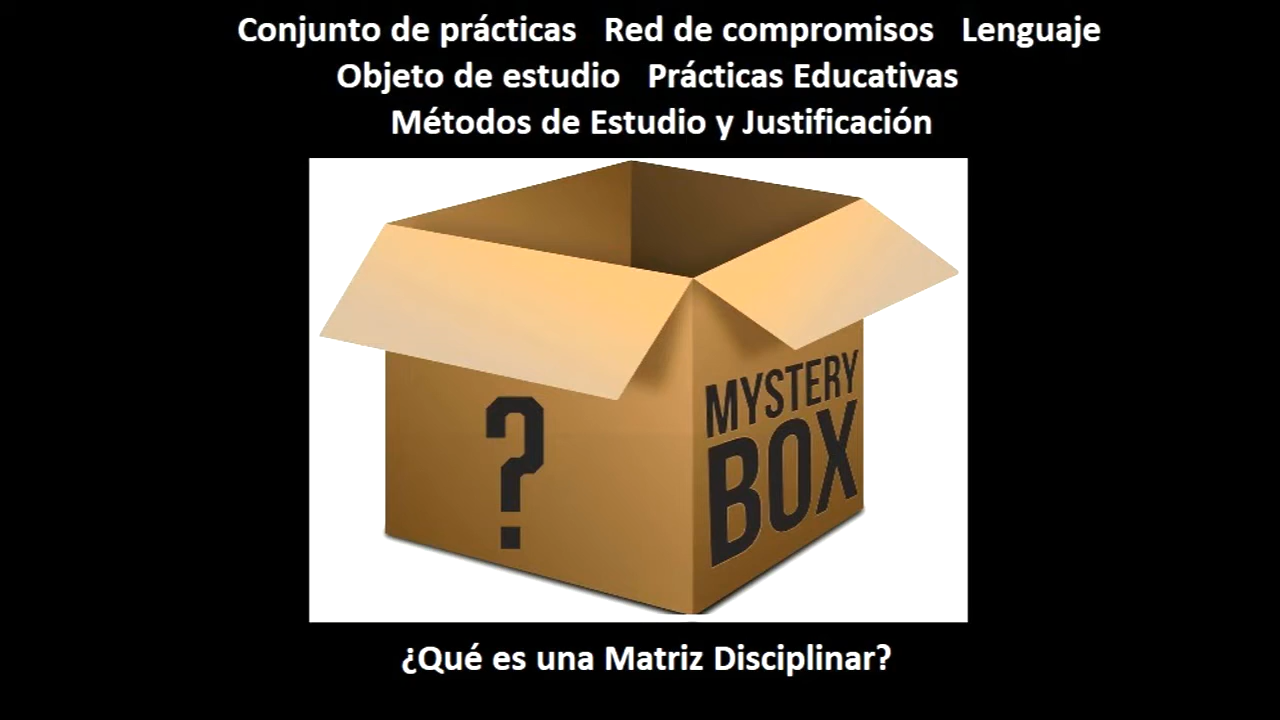 Conjunto de prácticas   Red de compromisos   Lenguaje
Objeto de estudio   Prácticas Educativas
Métodos de Estudio y Justificación
?
MYSTERY
BOX
¿Qué es una Matriz Disciplinar?